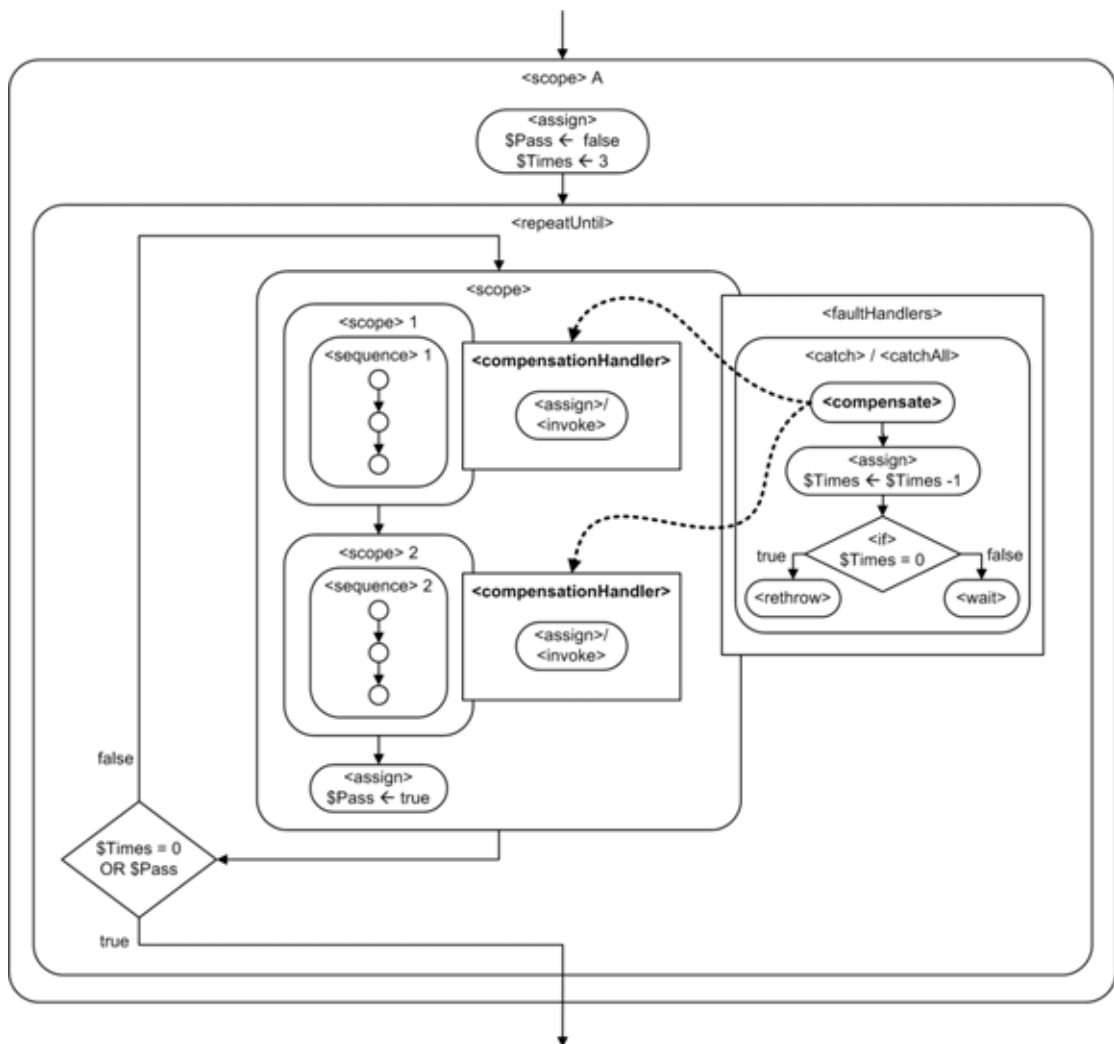 <scope> A
<assign>
$Pass ← false
$Times ← 3
<repeatUntil>
<scope>
<scope> 1
<sequence> 1
<compensationHandler>
<assign>/
<invoke>
<scope> 2
<sequence> 2
<compensationHandler>
<assign>/
<invoke>
<assign>
$Pass ← true
<faultHandlers>
<catch> / <catchAll>
<compensate>
<assign>
$Times ← $Times -1
<if>
$Times = 0
true
false
<rethrow>
<wait>
false
$Times = 0
OR $Pass
true